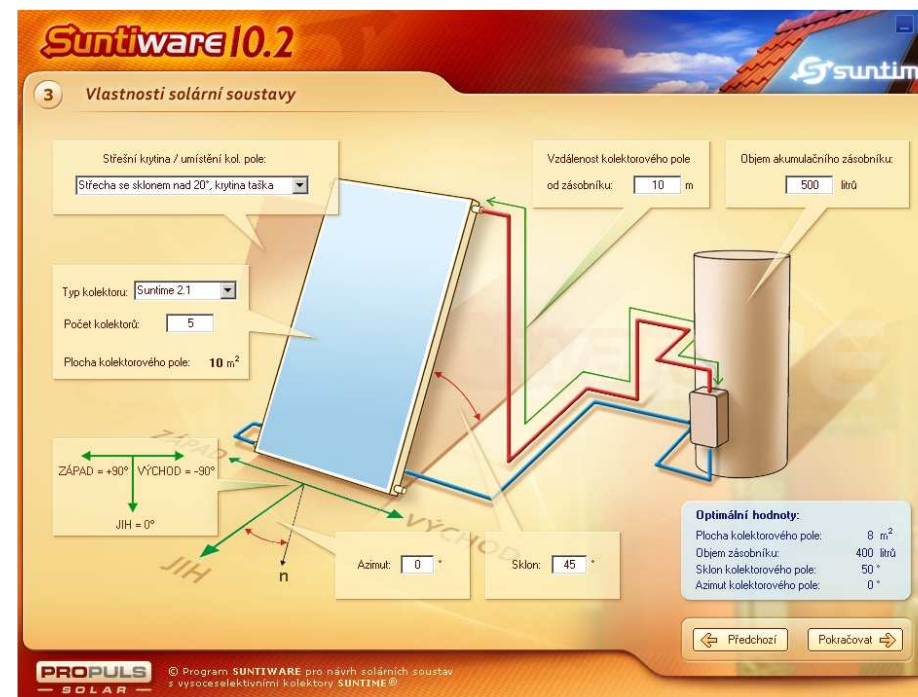 Suntiware 10.2
suntim
3 Vlastnosti solární soustavy
Střešní krytina / umístění kol. pole:
Střecha se sklonem nad 20°, krytina taška
Vzdálenost kolektorového pole
od zásobníku: 10 m
Objem akumulačního zásobníku:
500 litrů
Typ kolektoru: Suntime 2.1
Počet kolektorů: 5
Plocha kolektorového pole: 10 m²
ZÁPAD
ZÁPAD = +90° VÝCHOD = -90°
JIH = 0°
VÝCHOD
JIH
n
Azimut: 0 °
Sklon: 45 °
Optimální hodnoty:
Plocha kolektorového pole: 8 m²
Objem zásobníku: 400 litrů
Sklon kolektorového pole: 50 °
Azimut kolektorového pole: 0 °
Předchozí
Pokračovat
PROPULS
SOLAR
© Program SUNTIWARE pro návrh solárních soustav
s vysoceselektivními kolektory SUNTIME®